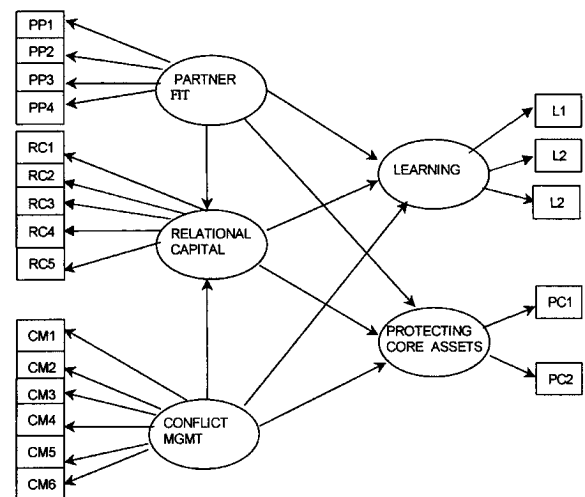 PP1
PP2
PP3
PP4
PARTNER
FIT
RC1
RC2
RC3
RC4
RC5
RELATIONAL
CAPITAL
CM1
CM2
CM3
CM4
CM5
CM6
CONFLICT
MGMT
LEARNING
L1
L2
L2
PROTECTING
CORE ASSETS
PC1
PC2